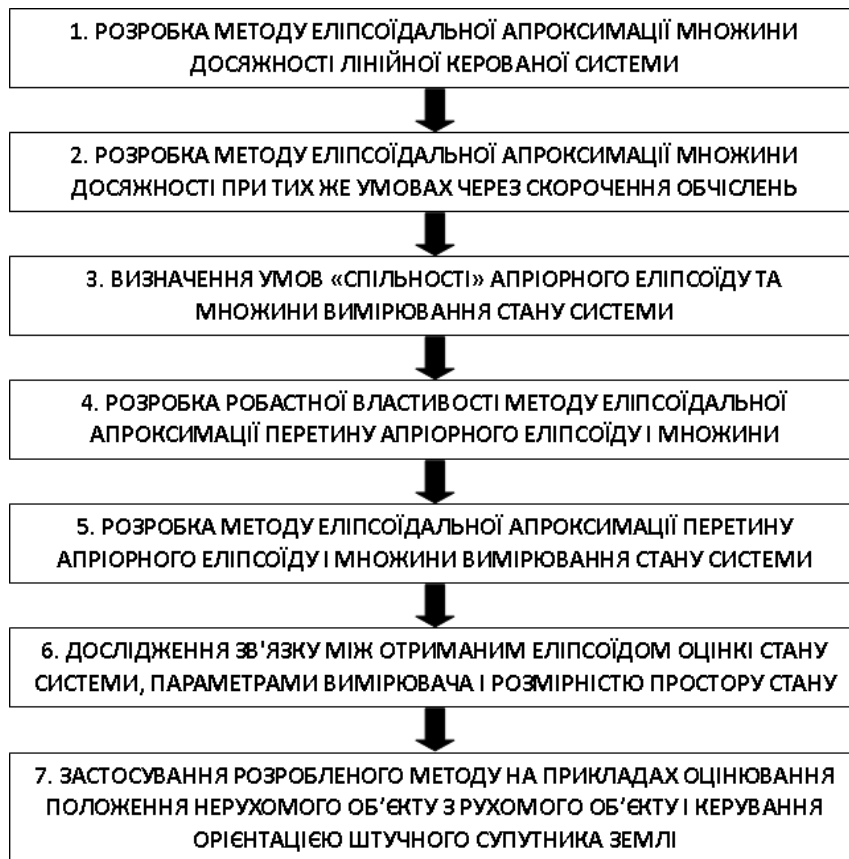 1. РОЗРОБКА МЕТОДУ ЕЛІПСОЇДАЛЬНОЇ АПРОКСИМАЦІЇ МНОЖИНИ
ДОСЯЖНОСТІ ЛІНІЙНОЇ КЕРОВАНОЇ СИСТЕМИ
2. РОЗРОБКА МЕТОДУ ЕЛІПСОЇДАЛЬНОЇ АПРОКСИМАЦІЇ МНОЖИНИ
ДОСЯЖНОСТІ ПРИ ТИХ ЖЕ УМОВАХ ЧЕРЕЗ СКОРОЧЕННЯ ОБЧІСЛЕНЬ
3. ВИЗНАЧЕННЯ УМОВ «СПІЛЬНОСТІ» АПРІОРНОГО ЕЛІПСОЇДУ ТА
МНОЖИНИ ВИМІРЮВАННЯ СТАНУ СИСТЕМИ
4. РОЗРОБКА РОБАСТНОЇ ВЛАСТИВОСТІ МЕТОДУ ЕЛІПСОЇДАЛЬНОЇ
АПРОКСИМАЦІЇ ПЕРЕТИНУ АПРІОРНОГО ЕЛІПСОЇДУ І МНОЖИНИ
5. РОЗРОБКА МЕТОДУ ЕЛІПСОЇДАЛЬНОЇ АПРОКСИМАЦІЇ ПЕРЕТИНУ
АПРІОРНОГО ЕЛІПСОЇДУ І МНОЖИНИ ВИМІРЮВАННЯ СТАНУ СИСТЕМИ
6. ДОСЛІДЖЕННЯ ЗВ'ЯЗКУ МІЖ ОТРИМАНИМ ЕЛІПСОЇДОМ ОЦІНКІ СТАНУ
СИСТЕМИ, ПАРАМЕТРАМИ ВИМІРЮВАЧА І РОЗМІРНІСТЮ ПРОСТОРУ СТАНУ
7. ЗАСТОСУВАННЯ РОЗРОБЛЕНОГО МЕТОДУ НА ПРИКЛАДАХ ОЦІНЮВАННЯ
ПОЛОЖЕННЯ НЕРУХОМОГО ОБ’ЄКТУ З РУХОМОГО ОБ’ЄКТУ І КЕРУВАННЯ
ОРІЄНТАЦІЄЮ ШТУЧНОГО СУПУТНИКА ЗЕМЛІ